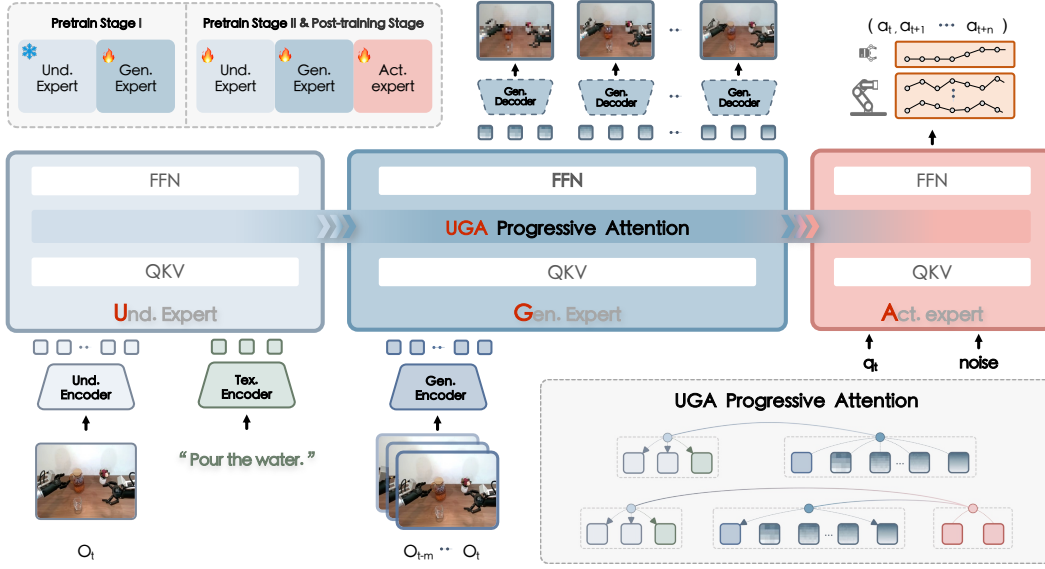 Pretrain Stage I
Pretrain Stage II & Post-training Stage
Und. Expert
Gen. Expert
Und. Expert
Gen. Expert
Act. expert
Gen. Decoder
Gen. Decoder
Gen. Decoder
( a_t , a_{t+1} ··· a_{t+n} )
FFN
FFN
FFN
UGA Progressive Attention
QKV
QKV
QKV
Und. Expert
Gen. Expert
Act. expert
Und. Encoder
Tex. Encoder
Gen. Encoder
q_t
noise
“ Pour the water. ”
O_t
O_{t-m} ·· O_t
UGA Progressive Attention